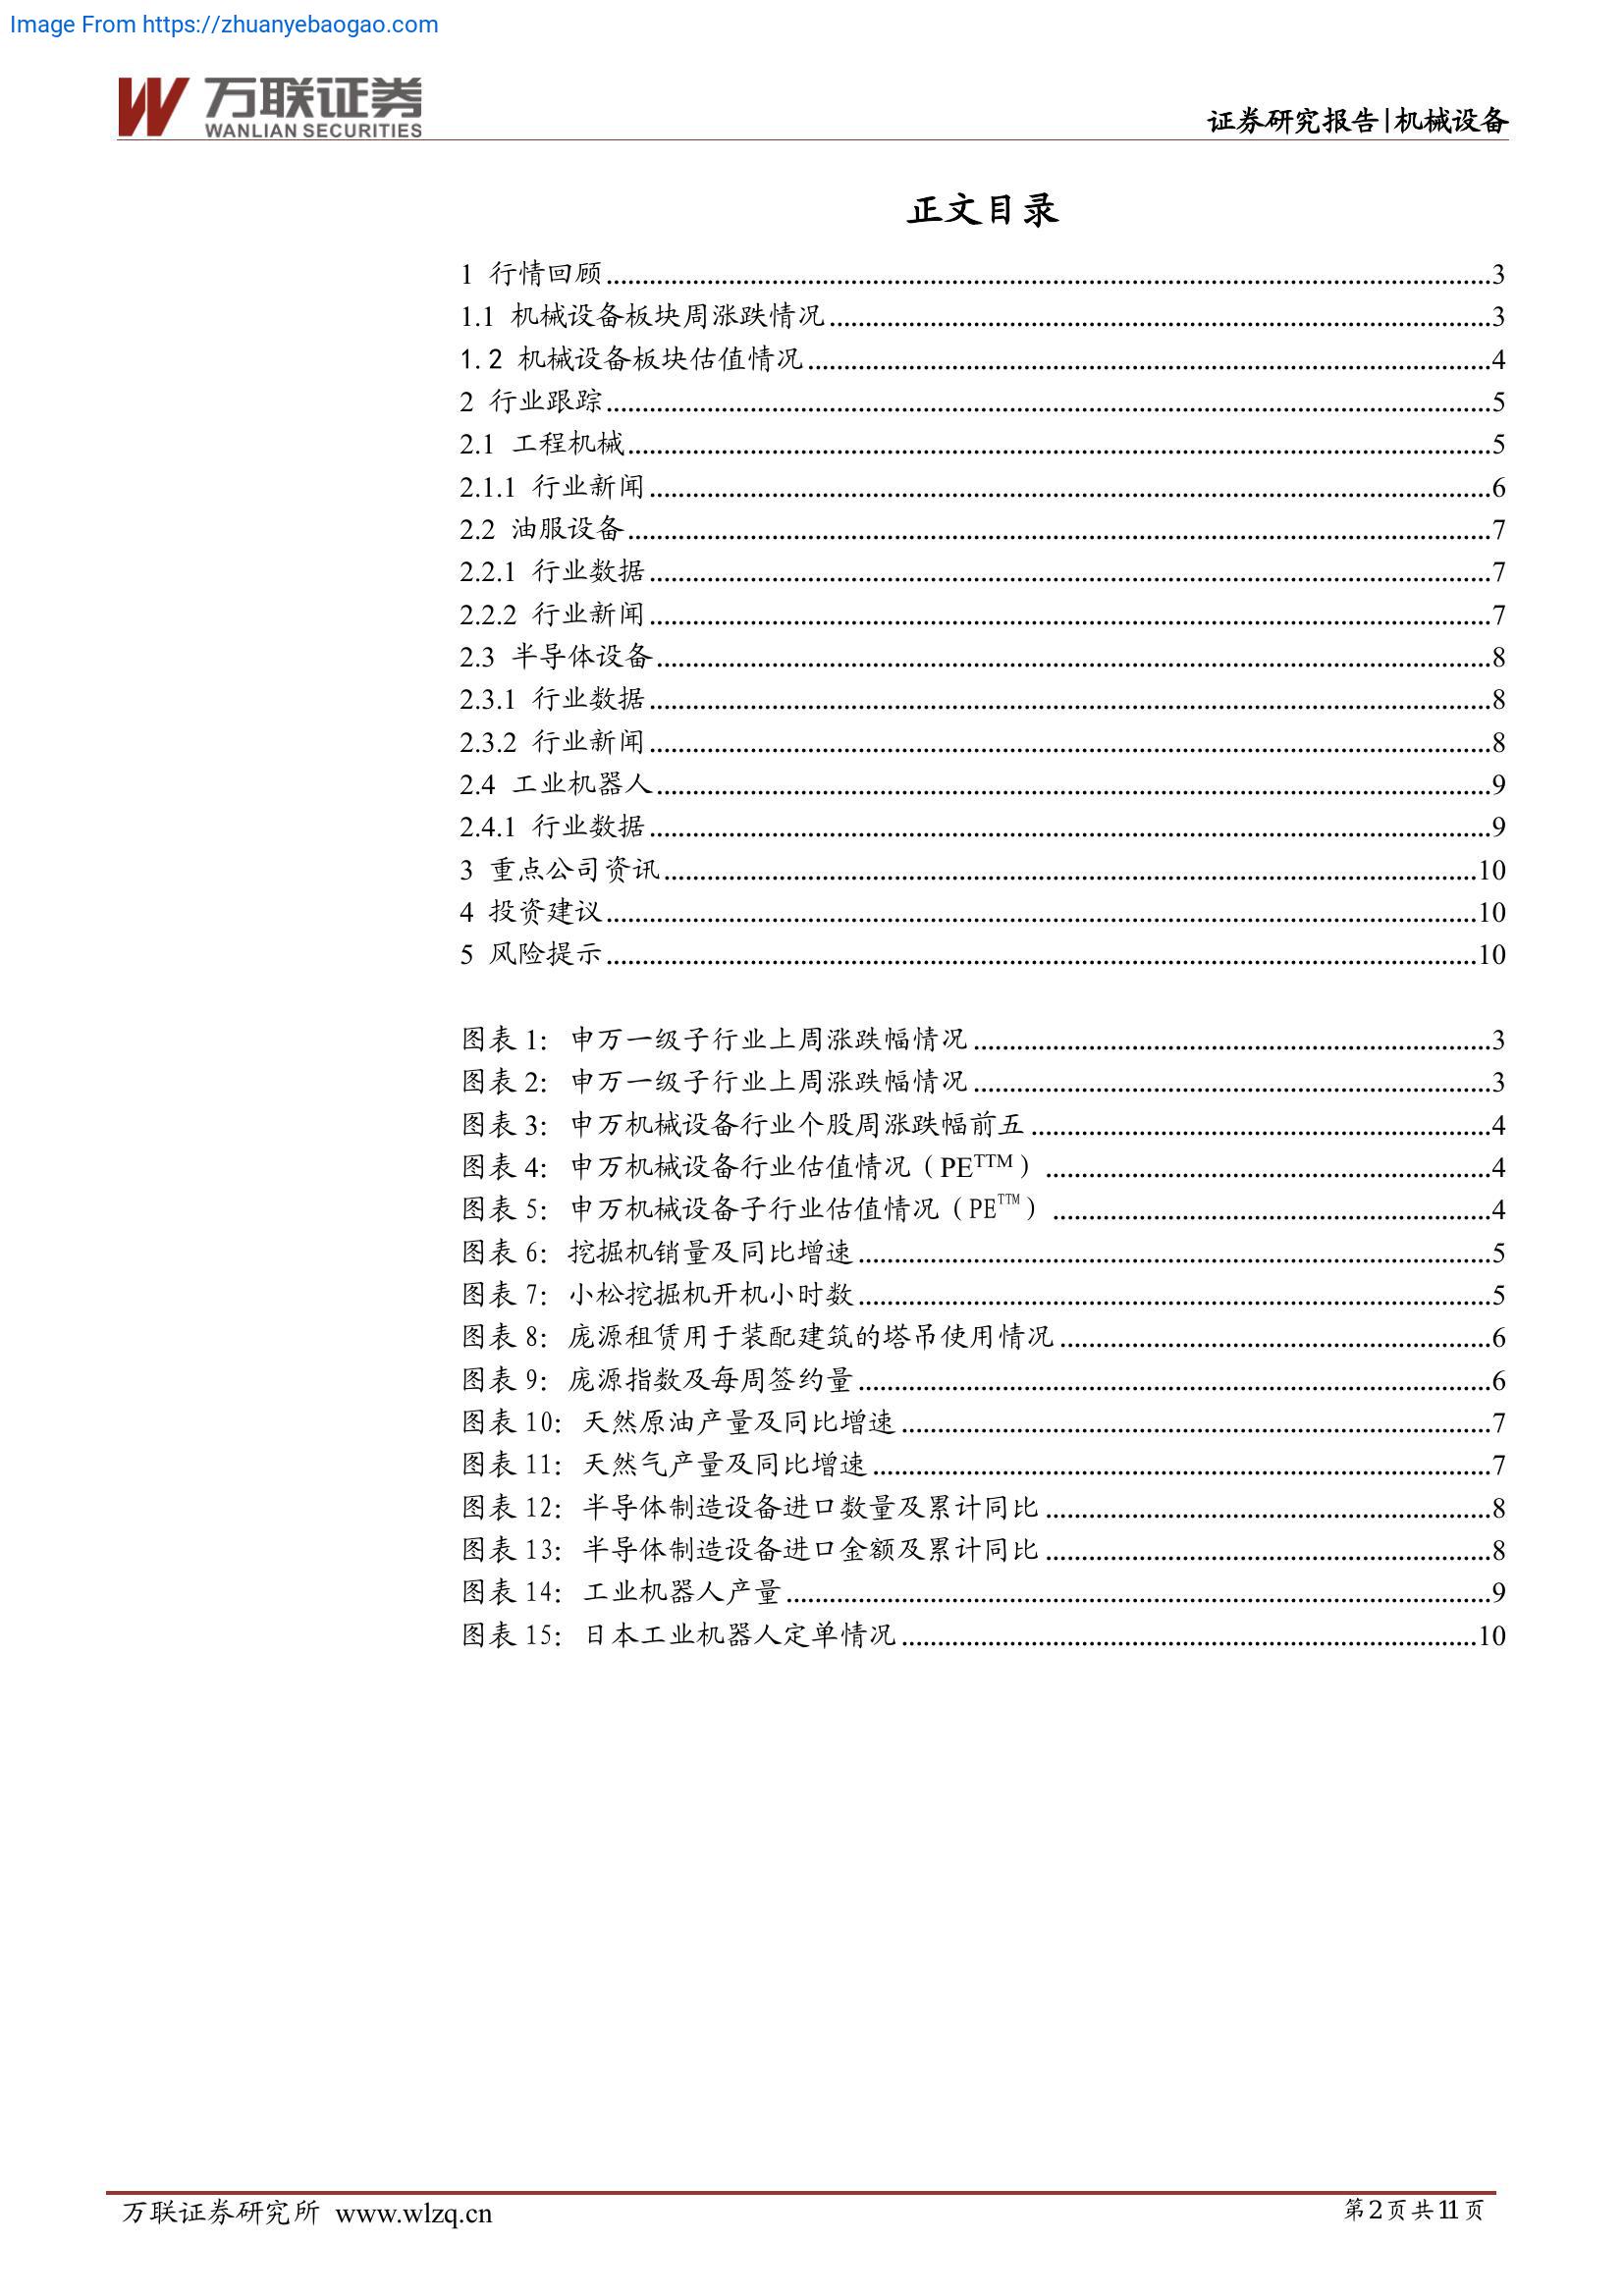 Image From https://zhuanyebaogao.com
万联证券
WANLIAN SECURITIES
证券研究报告|机械设备
正文目录
1 行情回顾....................3
1.1 机械设备板块周涨跌情况....................3
1.2 机械设备板块估值情况....................4
2 行业跟踪....................5
2.1 工程机械....................5
2.1.1 行业新闻....................6
2.2 油服设备....................7
2.2.1 行业数据....................7
2.2.2 行业新闻....................7
2.3 半导体设备....................8
2.3.1 行业数据....................8
2.3.2 行业新闻....................8
2.4 工业机器人....................9
2.4.1 行业数据....................9
3 重点公司资讯....................10
4 投资建议....................10
5 风险提示....................10
图表 1：申万一级子行业上周涨跌幅情况....................3
图表 2：申万一级子行业上周涨跌幅情况....................3
图表 3：申万机械设备行业个股周涨跌幅前五....................4
图表 4：申万机械设备行业估值情况（PETTM）....................4
图表 5：申万机械设备子行业估值情况（PETTM）....................4
图表 6：挖掘机销量及同比增速....................5
图表 7：小松挖掘机开机小时数....................5
图表 8：庞源租赁用于装配建筑的塔吊使用情况....................6
图表 9：庞源指数及每周签约量....................6
图表 10：天然原油产量及同比增速....................7
图表 11：天然气产量及同比增速....................7
图表 12：半导体制造设备进口数量及累计同比....................8
图表 13：半导体制造设备进口金额及累计同比....................8
图表 14：工业机器人产量....................9
图表 15：日本工业机器人定单情况....................10
万联证券研究所 www.wlzq.cn
第2页共11页